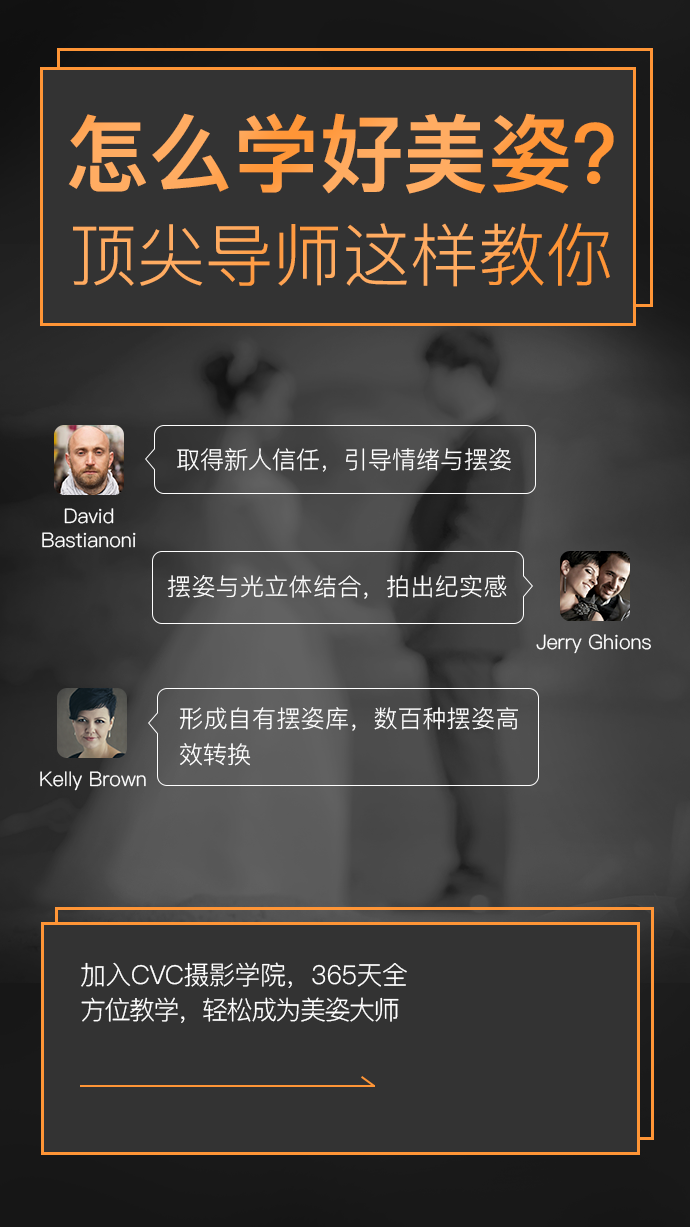 怎么学好美姿?
顶尖导师这样教你
取得新人信任，引导情绪与摆姿
David
Bastianoni
摆姿与光立体结合，拍出纪实感
Jerry Ghions
形成自有摆姿库，数百种摆姿高
效转换
Kelly Brown
加入CVC摄影学院，365天全
方位教学，轻松成为美姿大师